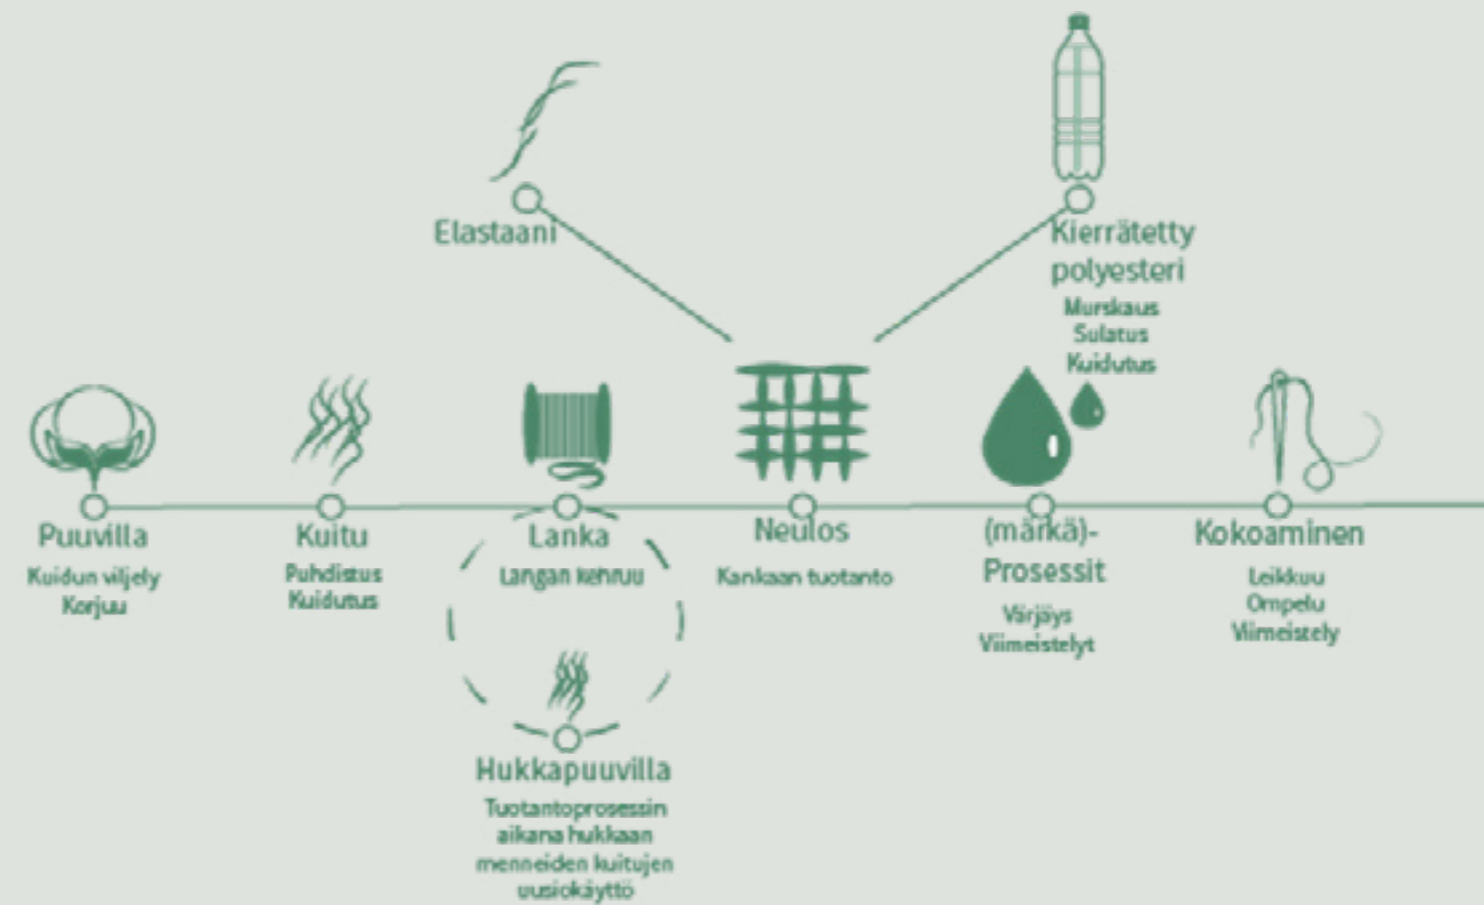 Elastaani
Kierrätetty
polyesteri
Murskaus
Sulatus
Kuidutus
Puuvilla
Kuidun viljely
Korjuu
Kuitu
Puhdistus
Kuidutus
Lanka
Langan kehruu
Neulos
Kankaan tuotanto
(märkä)-
Prosessit
Värjäys
Viimeistelyt
Kokoaminen
Leikkuu
Ompelu
Viimeistely
Hukkapuuvilla
Tuotantoprosessin
aikana hukkaan
menneiden kuitujen
uusiokäyttö